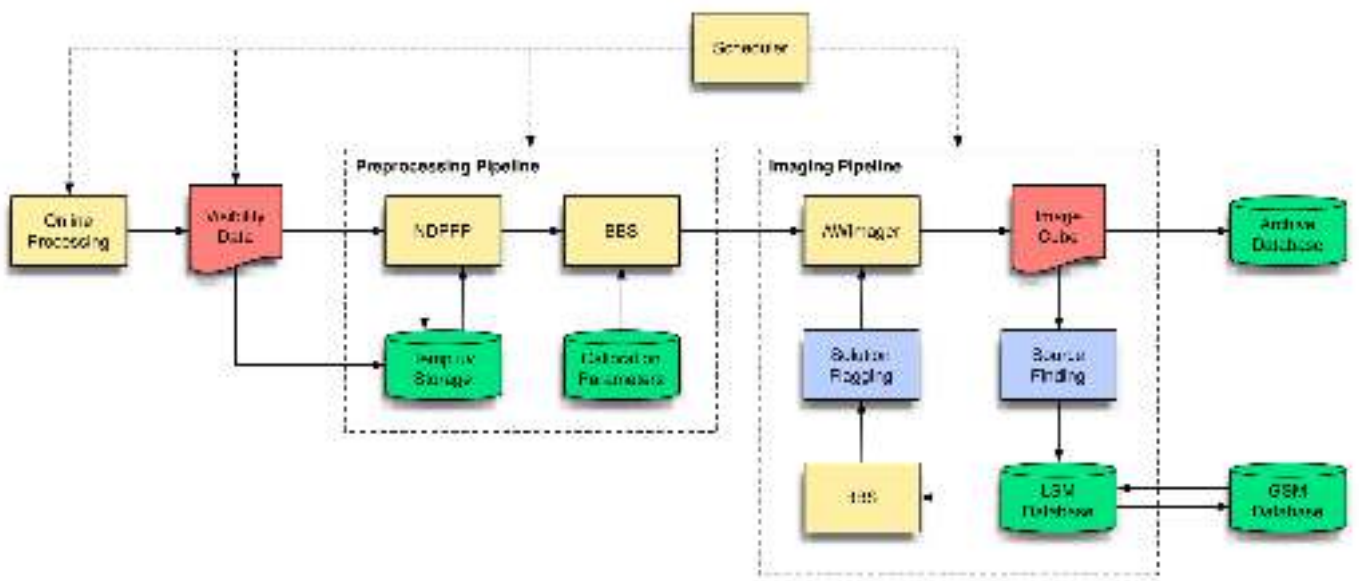 Scheduler
Preprocessing Pipeline
Imaging Pipeline
Online
Processing
Visibility
Data
NDPPP
BBS
AWImager
Image
Cube
Archive
Database
Storage
Calibration
Parameters
Solution
Flagging
Source
Finding
BBS
LSM
Database
GSM
Database